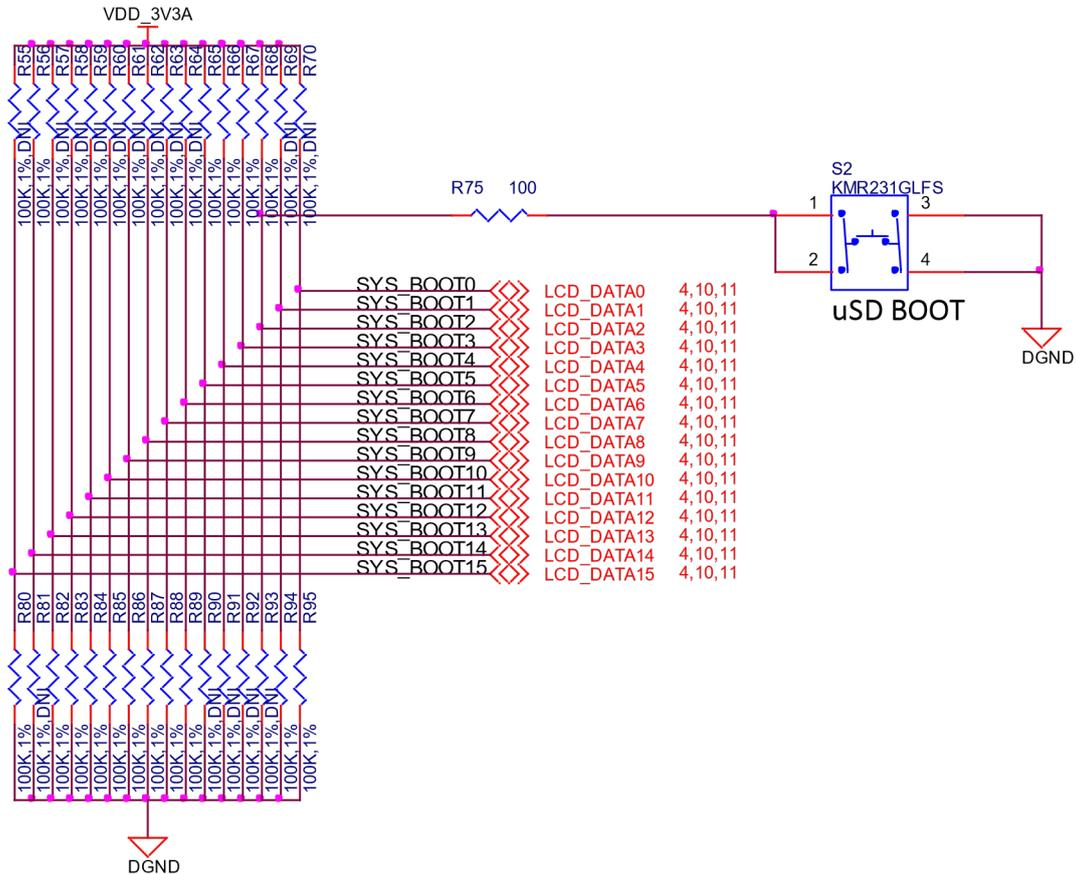 VDD_3V3A
R55
R56
R57
R58
R59
R60
R61
R62
R63
R64
R65
R66
R67
R68
R69
R70
100K,1%,DNI
100K,1%
100K,1%,DNI
100K,1%,DNI
100K,1%,DNI
100K,1%,DNI
100K,1%,DNI
100K,1%,DNI
100K,1%,DNI
100K,1%,DNI
100K,1%
100K,1%
100K,1%
100K,1%
100K,1%,DNI
100K,1%,DNI
R75 100
S2
KMR231GLFS
1 3
2 4
uSD BOOT
DGND
SYS_BOOT0 LCD_DATA0 4,10,11
SYS_BOOT1 LCD_DATA1 4,10,11
SYS_BOOT2 LCD_DATA2 4,10,11
SYS_BOOT3 LCD_DATA3 4,10,11
SYS_BOOT4 LCD_DATA4 4,10,11
SYS_BOOT5 LCD_DATA5 4,10,11
SYS_BOOT6 LCD_DATA6 4,10,11
SYS_BOOT7 LCD_DATA7 4,10,11
SYS_BOOT8 LCD_DATA8 4,10,11
SYS_BOOT9 LCD_DATA9 4,10,11
SYS_BOOT10 LCD_DATA10 4,10,11
SYS_BOOT11 LCD_DATA11 4,10,11
SYS_BOOT12 LCD_DATA12 4,10,11
SYS_BOOT13 LCD_DATA13 4,10,11
SYS_BOOT14 LCD_DATA14 4,10,11
SYS_BOOT15 LCD_DATA15 4,10,11
R80
R81
R82
R83
R84
R85
R86
R87
R88
R89
R90
R91
R92
R93
R94
R95
100K,1%
100K,1%,DNI
100K,1%
100K,1%
100K,1%
100K,1%
100K,1%
100K,1%
100K,1%
100K,1%
100K,1%,DNI
100K,1%,DNI
100K,1%,DNI
100K,1%,DNI
100K,1%
100K,1%
DGND